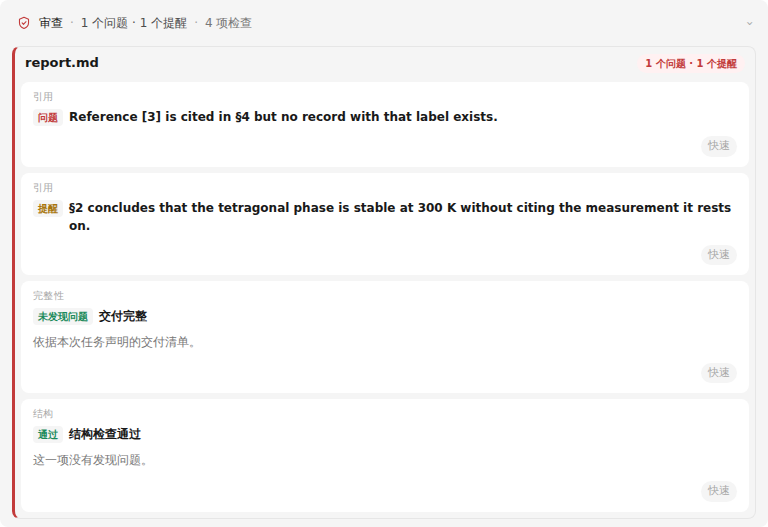 审查 · 1 个问题 · 1 个提醒 · 4 项检查
report.md
1 个问题 · 1 个提醒
引用
问题 Reference [3] is cited in §4 but no record with that label exists.
快速
引用
提醒 §2 concludes that the tetragonal phase is stable at 300 K without citing the measurement it rests
on.
快速
完整性
未发现问题 交付完整
依据本次任务声明的交付清单。
快速
结构
通过 结构检查通过
这一项没有发现问题。
快速